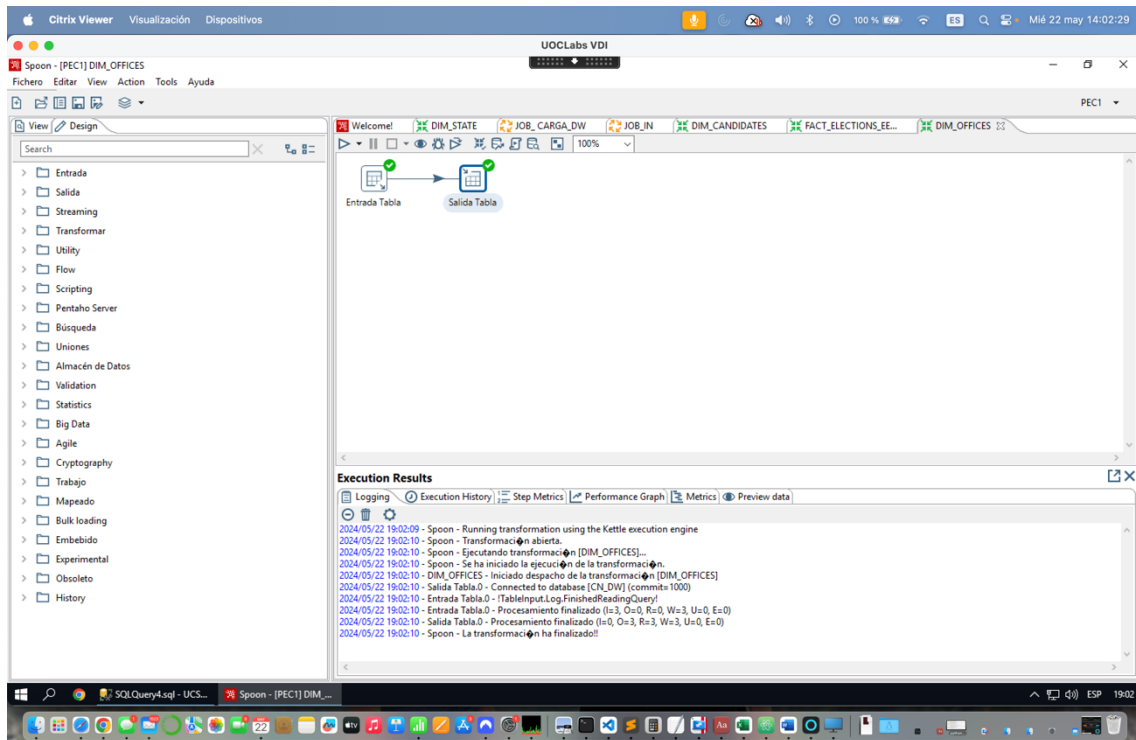 Citrix Viewer Visualización Dispositivos 100 % ES Mié 22 may 14:02:29
UOCLabs VDI
Spoon - [PEC1] DIM_OFFICES
Fichero Editar View Action Tools Ayuda
PEC1
View Design
Welcome! DIM_STATE JOB_ CARGA_DW JOB_IN DIM_CANDIDATES FACT_ELECTIONS_EE... DIM_OFFICES
Search
100%
Entrada
Salida
Streaming
Transformar
Utility
Flow
Scripting
Pentaho Server
Búsqueda
Uniones
Almacén de Datos
Validation
Statistics
Big Data
Agile
Cryptography
Trabajo
Mapeado
Bulk loading
Embebido
Experimental
Obsoleto
History
Entrada Tabla Salida Tabla
Execution Results
Logging Execution History Step Metrics Performance Graph Metrics Preview data
2024/05/22 19:02:09 - Spoon - Running transformation using the Kettle execution engine
2024/05/22 19:02:10 - Spoon - Transformaci�n abierta.
2024/05/22 19:02:10 - Spoon - Ejecutando transformaci�n [DIM_OFFICES]...
2024/05/22 19:02:10 - Spoon - Se ha iniciado la ejecuci�n de la transformaci�n.
2024/05/22 19:02:10 - DIM_OFFICES - Iniciado despacho de la transformaci�n [DIM_OFFICES]
2024/05/22 19:02:10 - Salida Tabla.0 - Connected to database [CN_DW] (commit=1000)
2024/05/22 19:02:10 - Entrada Tabla.0 - !TableInput.Log.FinishedReadingQuery!
2024/05/22 19:02:10 - Entrada Tabla.0 - Procesamiento finalizado (I=3, O=0, R=0, W=3, U=0, E=0)
2024/05/22 19:02:10 - Salida Tabla.0 - Procesamiento finalizado (I=0, O=3, R=3, W=3, U=0, E=0)
2024/05/22 19:02:10 - Spoon - La transformaci�n ha finalizado!!
SQLQuery4.sql - UCS... Spoon - [PEC1] DIM_... ESP 19:02
22